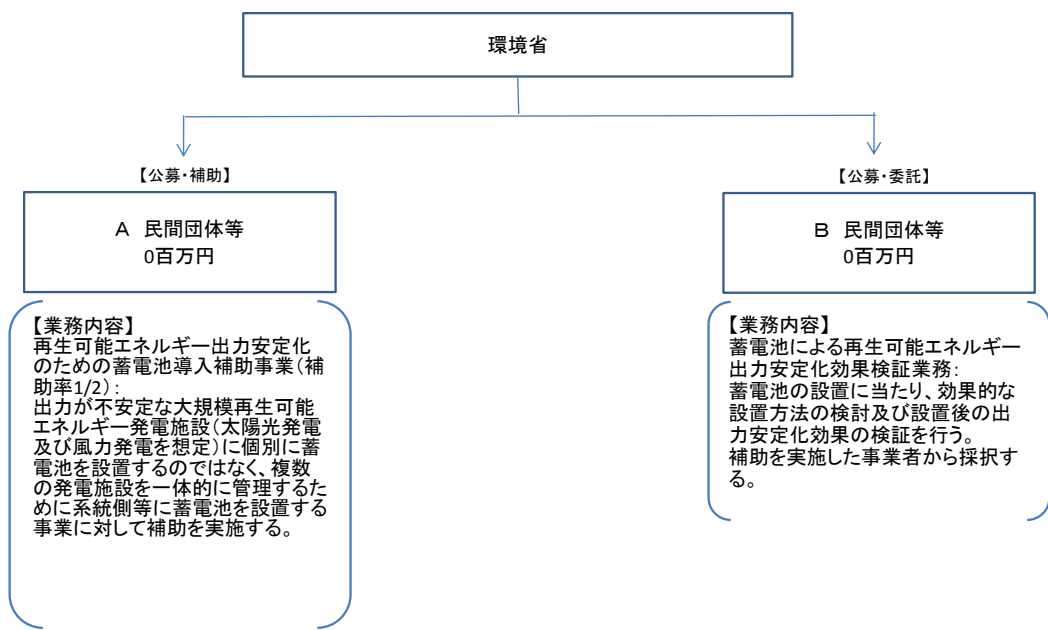 環境省
【公募・補助】
A 民間団体等
0百万円
【業務内容】
再生可能エネルギー出力安定化
のための蓄電池導入補助事業(補
助率1/2):
出力が不安定な大規模再生可能
エネルギー発電施設(太陽光発電
及び風力発電を想定)に個別に蓄
電池を設置するのではなく、複数
の発電施設を一体的に管理するた
めに系統側等に蓄電池を設置する
事業に対して補助を実施する。
【公募・委託】
B 民間団体等
0百万円
【業務内容】
蓄電池による再生可能エネルギー
出力安定化効果検証業務:
蓄電池の設置に当たり、効果的な
設置方法の検討及び設置後の出
力安定化効果の検証を行う。
補助を実施した事業者から採択す
る。